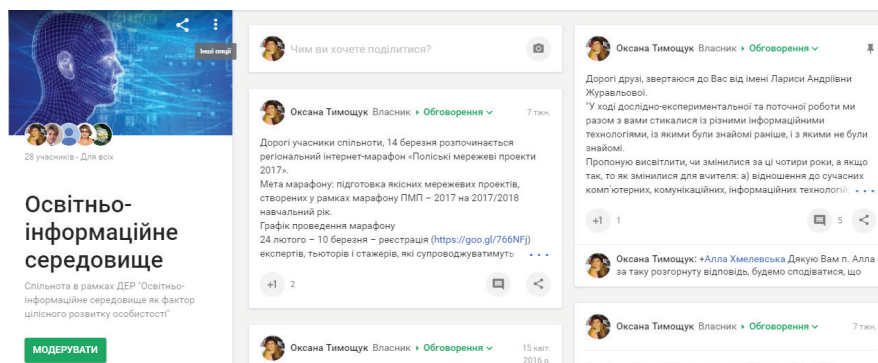 Інші опції
28 учасників - Для всіх
Освітньо-
інформаційне
середовище
Спільнота в рамках ДЕР "Освітньо-
інформаційне середовище як фактор
цілісного розвитку особистості"
МОДЕРУВАТИ
Чим ви хочете поділитися?
Оксана Тимощук Власник Обговорення 7 тжн.
Дорогі учасники спільноти, 14 березня розпочинається
регіональний інтернет-марафон «Поліські мережеві проекти
2017».
Мета марафону: підготовка якісних мережевих проектів,
створених у рамках марафону ПМП – 2017 на 2017/2018
навчальний рік.
Графік проведення марафону
24 лютого – 10 березня – реєстрація (https://goo.gl/766NFj)
експертів, тьюторів і стажерів, які супроводжуватимуть ...
+1 2
Оксана Тимощук Власник Обговорення 15 квіт.
2016 р.
Оксана Тимощук Власник Обговорення
Дорогі друзі, звертаюся до Вас від імені Лариси Андріївни
Журавльової.
"У ході дослідно-експериментальної та поточної роботи ми
разом з вами стикалися із різними інформаційними
технологіями, із якими були знайомі раніше, і з якими не були
знайомі.
Пропоную висвітлити, чи змінилися за ці чотири роки, а якщо
так, то як змінилися для вчителя: а) відношення до сучасних
комп'ютерних, комунікаційних, інформаційних технологій; ...
+1 1 5
Оксана Тимощук: +Алла Хмелевська Дякую Вам п. Алла
за таку розгорнуту відповідь, будемо сподіватися, що
Оксана Тимощук Власник Обговорення 7 тжн.